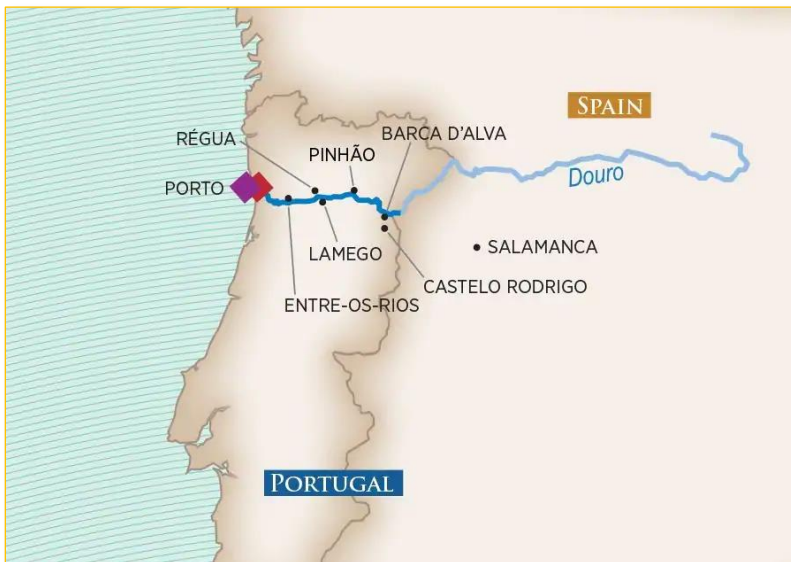 SPAIN
BARCA D'ALVA
RÉGUA
PINHÃO
Douro
PORTO
SALAMANCA
LAMEGO
CASTELO RODRIGO
ENTRE-OS-RIOS
PORTUGAL